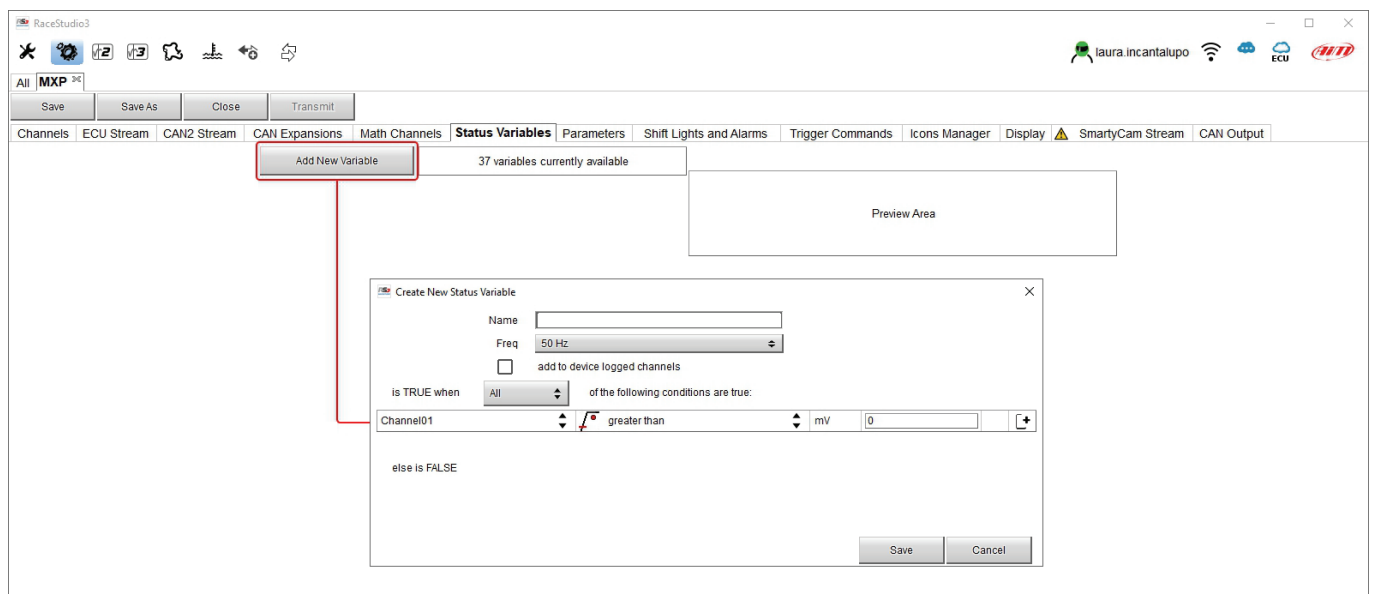 RaceStudio3
laura.incantalupo
ECU
AiM
All MXP
Save Save As Close Transmit
Channels ECU Stream CAN2 Stream CAN Expansions Math Channels Status Variables Parameters Shift Lights and Alarms Trigger Commands Icons Manager Display SmartyCam Stream CAN Output
Add New Variable 37 variables currently available
Preview Area
Create New Status Variable
Name
Freq 50 Hz
add to device logged channels
is TRUE when All of the following conditions are true:
Channel01 greater than mV 0
else is FALSE
Save Cancel